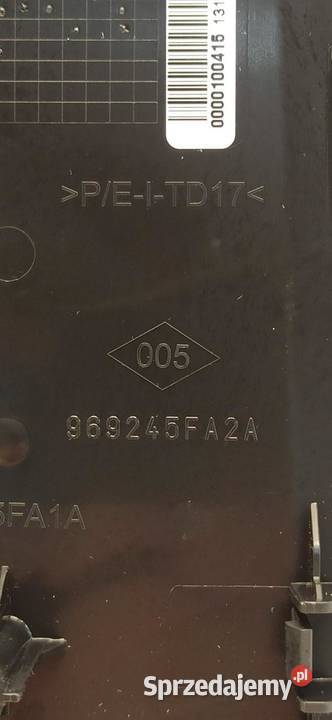 0000100415 131
>P/E-I-TD17<
005
969245FA2A
5FA1A
Sprzedajemy.pl